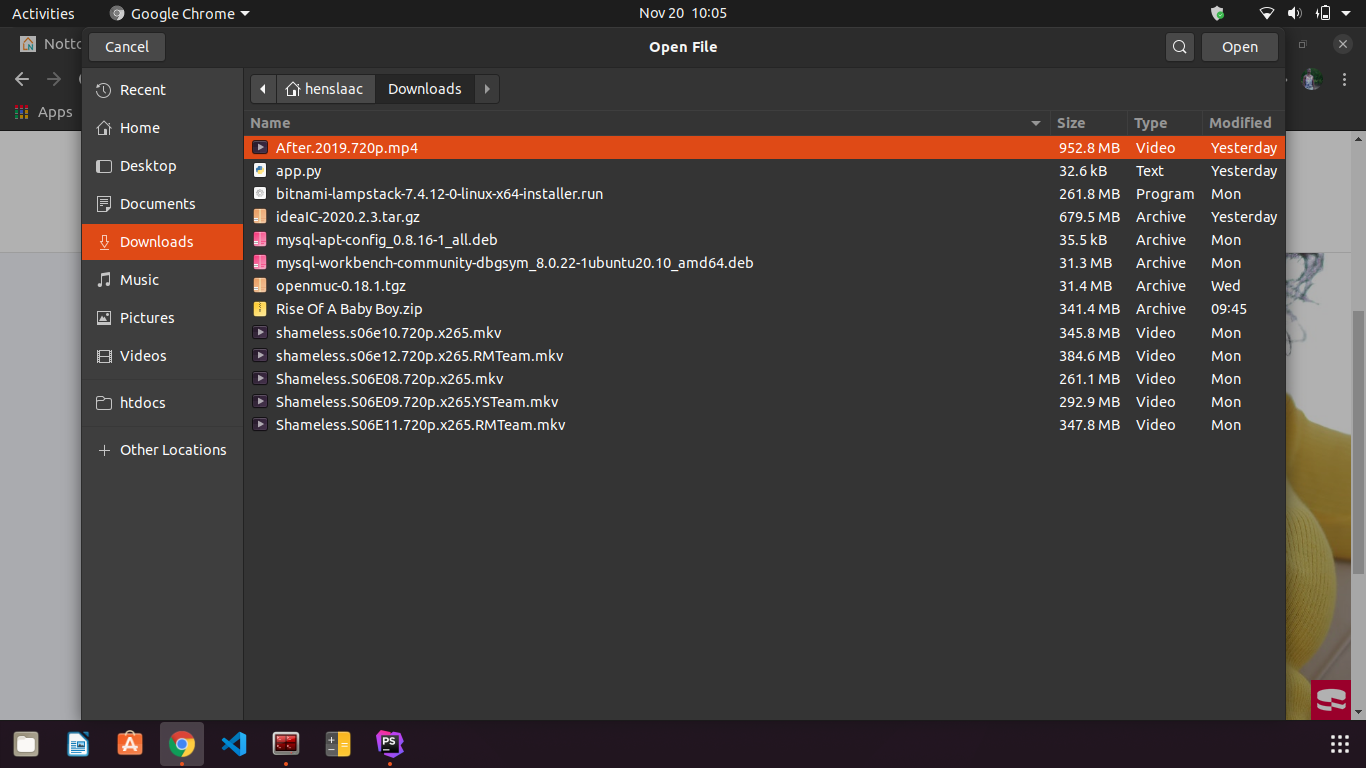 Activities Google Chrome Nov 20 10:05
Notto
Cancel Open File Open
Apps
Recent
Home
Desktop
Documents
Downloads
Music
Pictures
Videos
htdocs
Other Locations
henslaac Downloads
Name Size Type Modified
After.2019.720p.mp4 952.8 MB Video Yesterday
app.py 32.6 kB Text Yesterday
bitnami-lampstack-7.4.12-0-linux-x64-installer.run 261.8 MB Program Mon
ideaIC-2020.2.3.tar.gz 679.5 MB Archive Yesterday
mysql-apt-config_0.8.16-1_all.deb 35.5 kB Archive Mon
mysql-workbench-community-dbgsym_8.0.22-1ubuntu20.10_amd64.deb 31.3 MB Archive Mon
openmuc-0.18.1.tgz 31.4 MB Archive Wed
Rise Of A Baby Boy.zip 341.4 MB Archive 09:45
shameless.s06e10.720p.x265.mkv 345.8 MB Video Mon
shameless.s06e12.720p.x265.RMTeam.mkv 384.6 MB Video Mon
Shameless.S06E08.720p.x265.mkv 261.1 MB Video Mon
Shameless.S06E09.720p.x265.YSTeam.mkv 292.9 MB Video Mon
Shameless.S06E11.720p.x265.RMTeam.mkv 347.8 MB Video Mon
PS